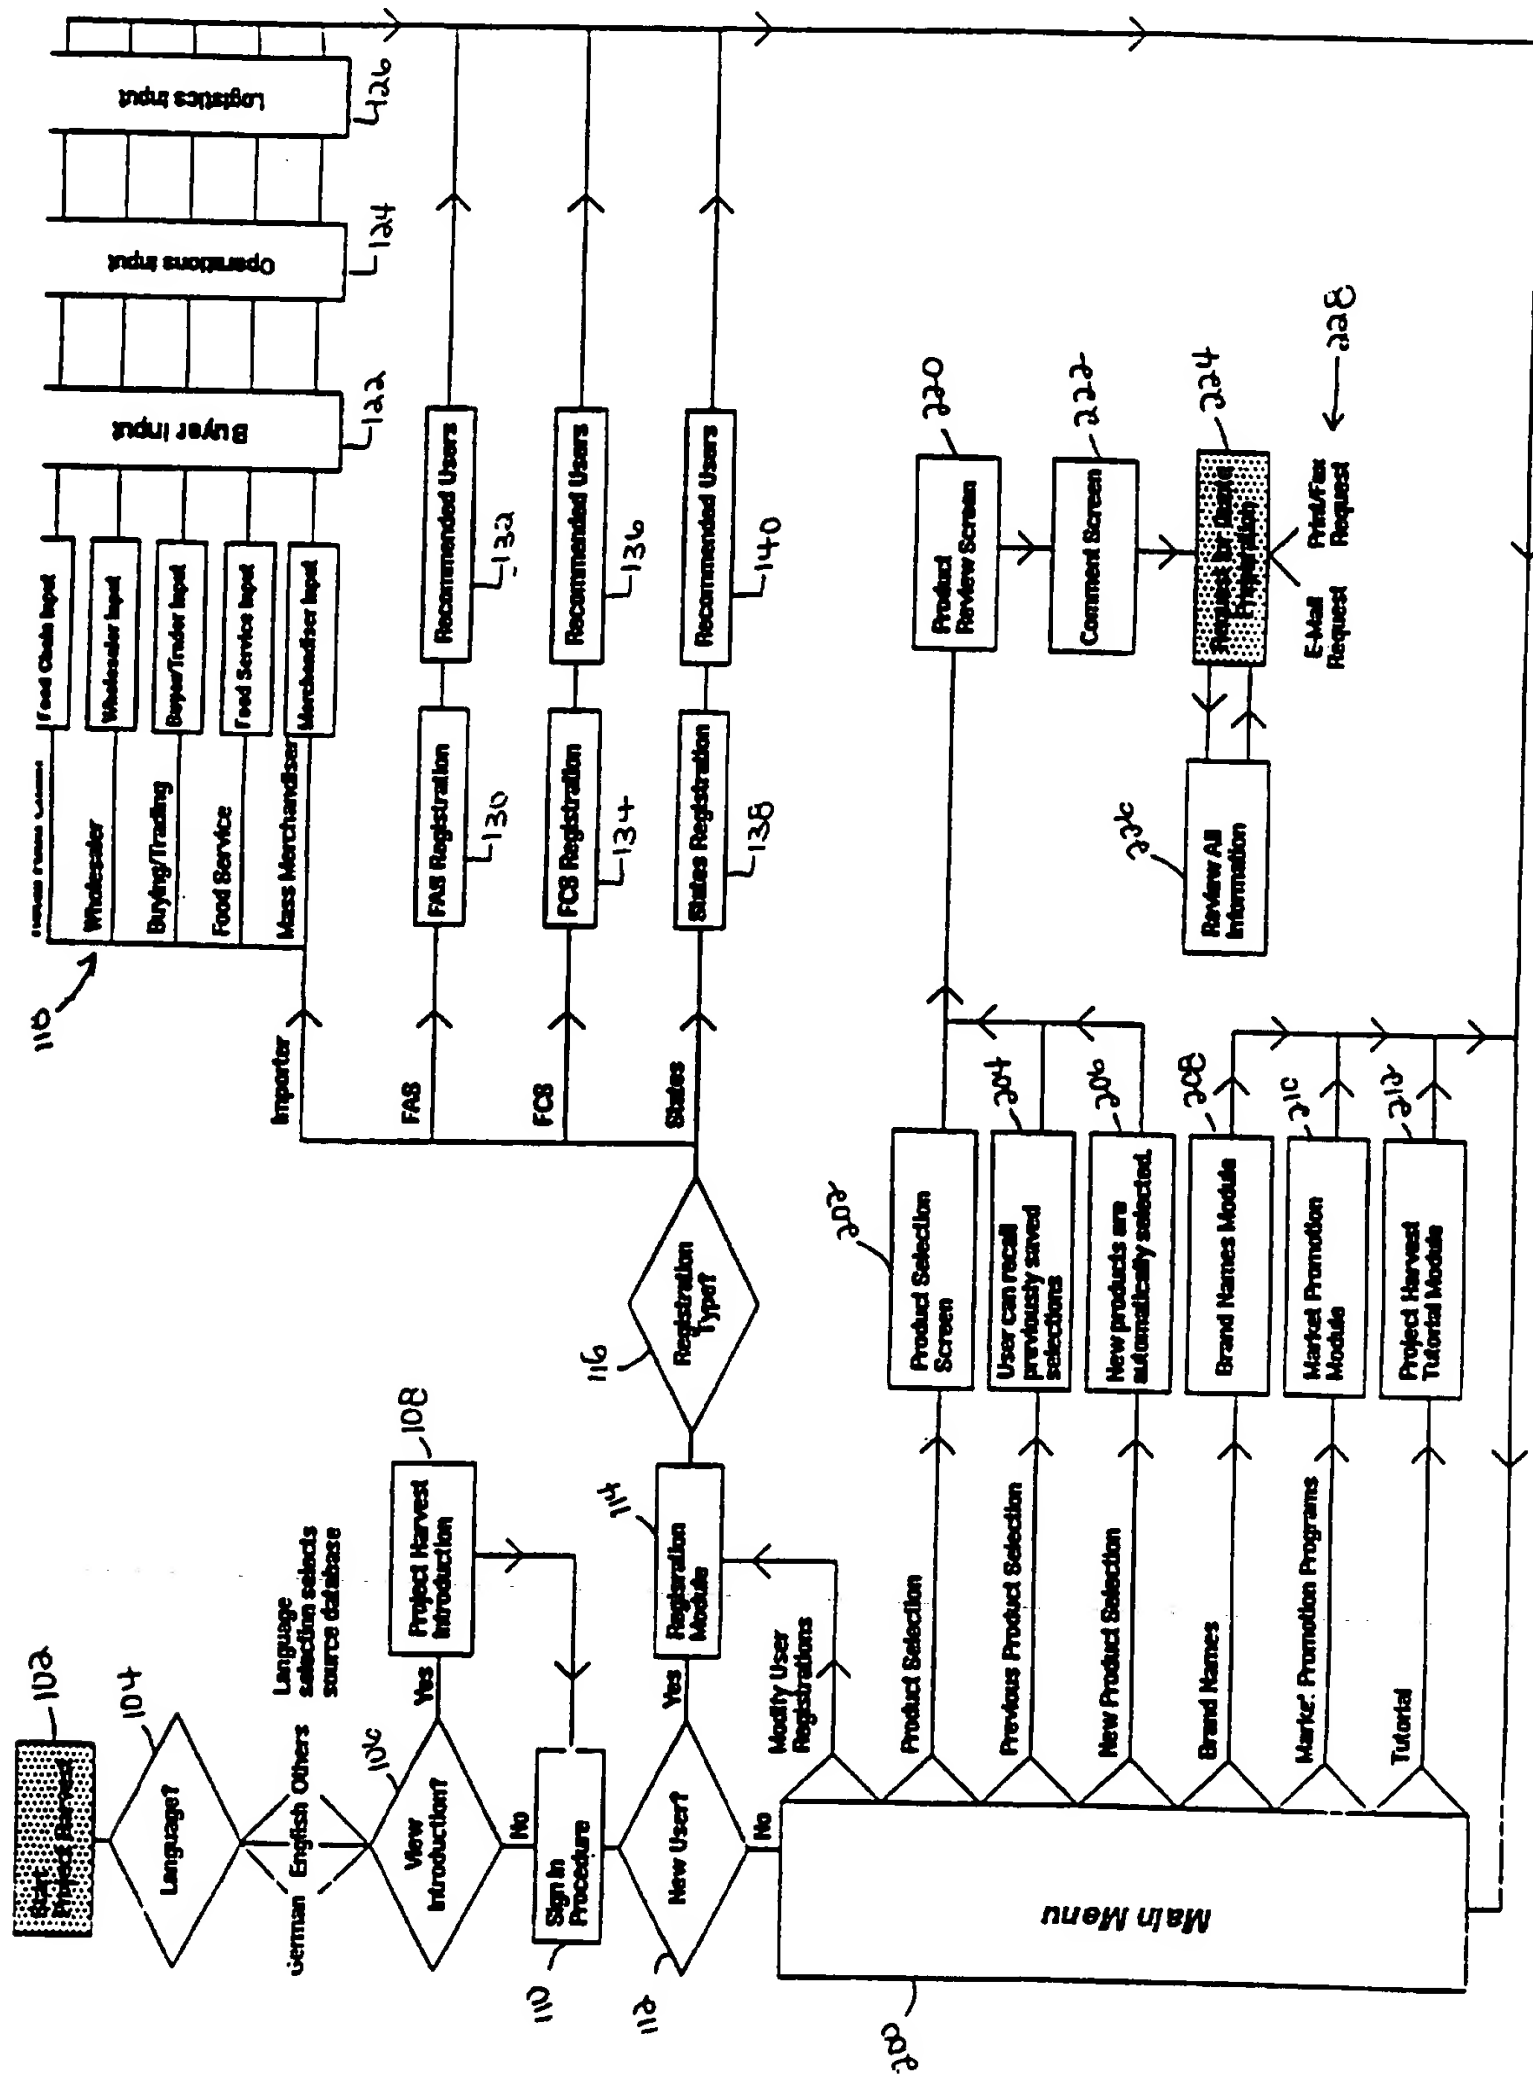 102
Start
Project Harvest
104
Language?
German English Others
Language
selection selects
source database
106
View
Introduction?
Yes
No
108
Project Harvest
Introduction
110
Sign In
Procedure
112
New User?
Yes
No
114
Registration
Module
116
Registration
Type?
Importer
FAS
FCS
States
118
Wholesaler
Buying/Trading
Food Service
Mass Merchandiser
Food Chain Input
Wholesaler Input
Buyer/Trader Input
Food Service Input
Merchandiser Input
Buyer Input
122
Operations Input
124
Logistics Input
126
FAS Registration
130
Recommended Users
132
FCS Registration
134
Recommended Users
136
States Registration
138
Recommended Users
140
200
Main Menu
Modify User
Registrations
Product Selection
Previous Product Selection
New Product Selection
Brand Names
Market Promotion Programs
Tutorial
202
Product Selection
Screen
204
User can recall
previously saved
selections
206
New products are
automatically selected.
208
Brand Names Module
210
Market Promotion
Module
212
Project Harvest
Tutorial Module
220
Product
Review Screen
222
Comment Screen
224
Request for Quote
226
Review All
Information
E-Mail
Request
Print/Fax
Request
228